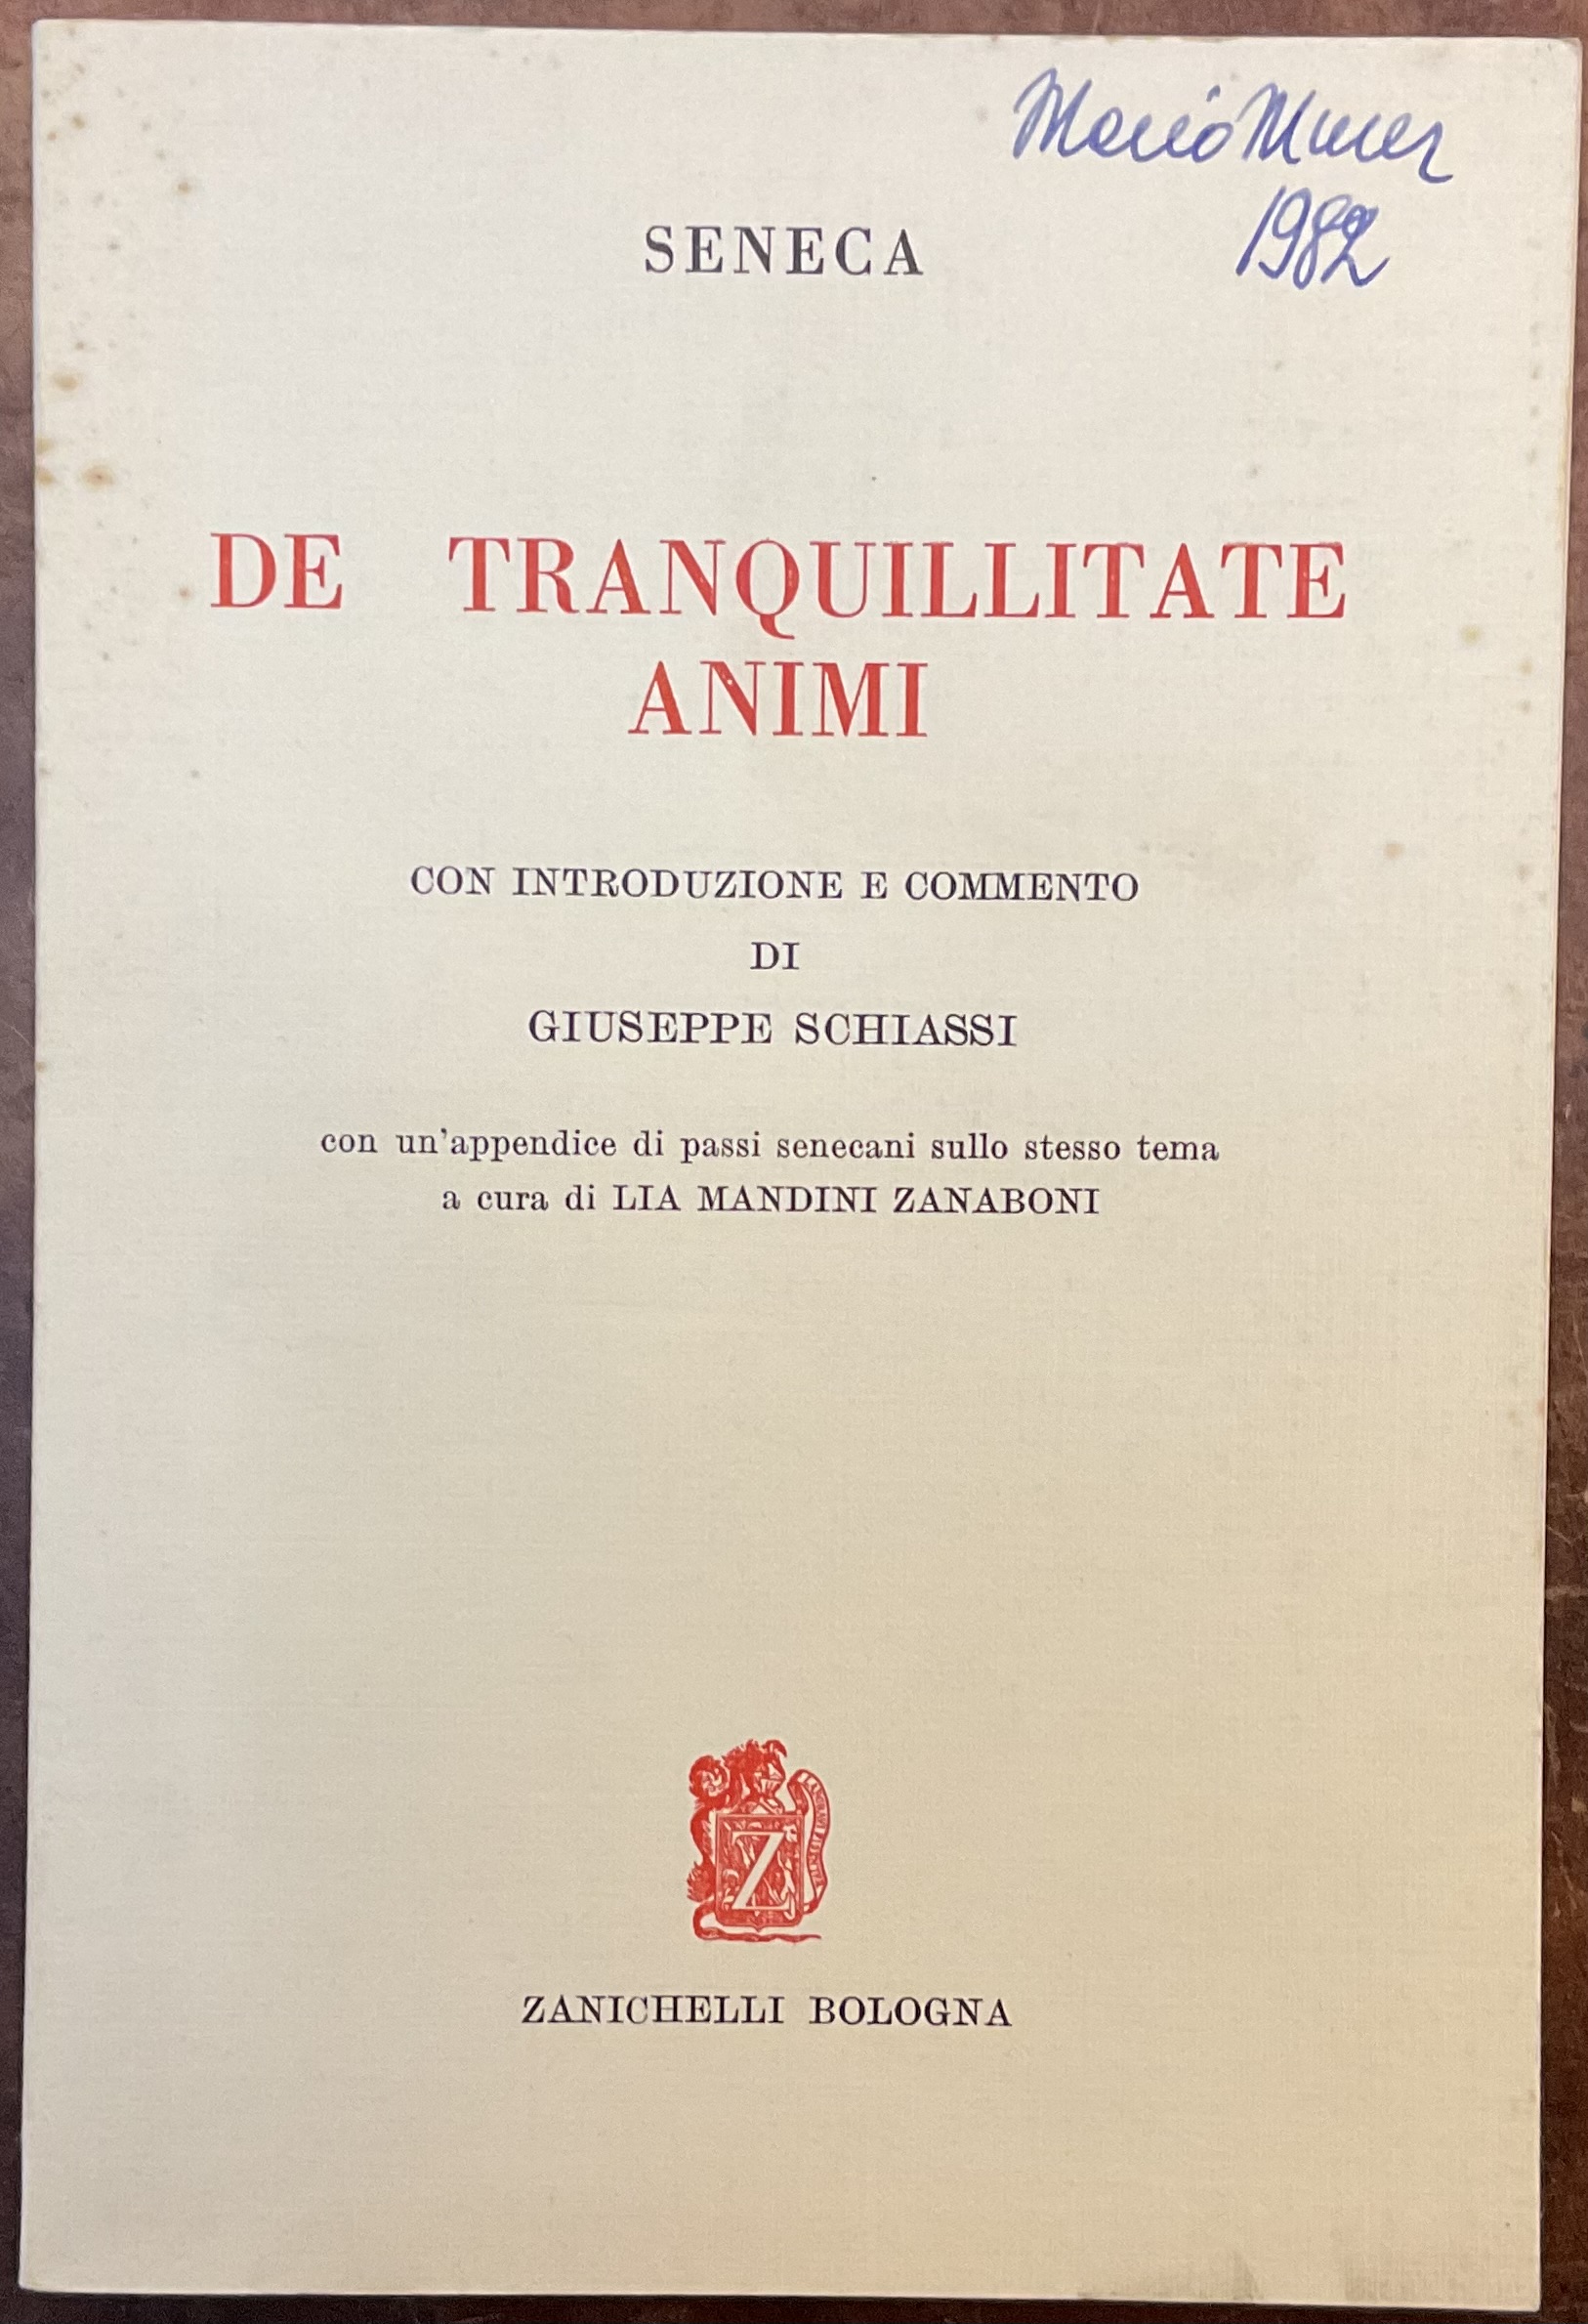 Mario
1982
SENECA
DE TRANQUILLITATE
ANIMI
CON INTRODUZIONE E COMMENTO
DI
GIUSEPPE SCHIASSI
con un'appendice di passi senecani sullo stesso tema
a cura di LIA MANDINI ZANABONI
Z
ZANICHELLI BOLOGNA